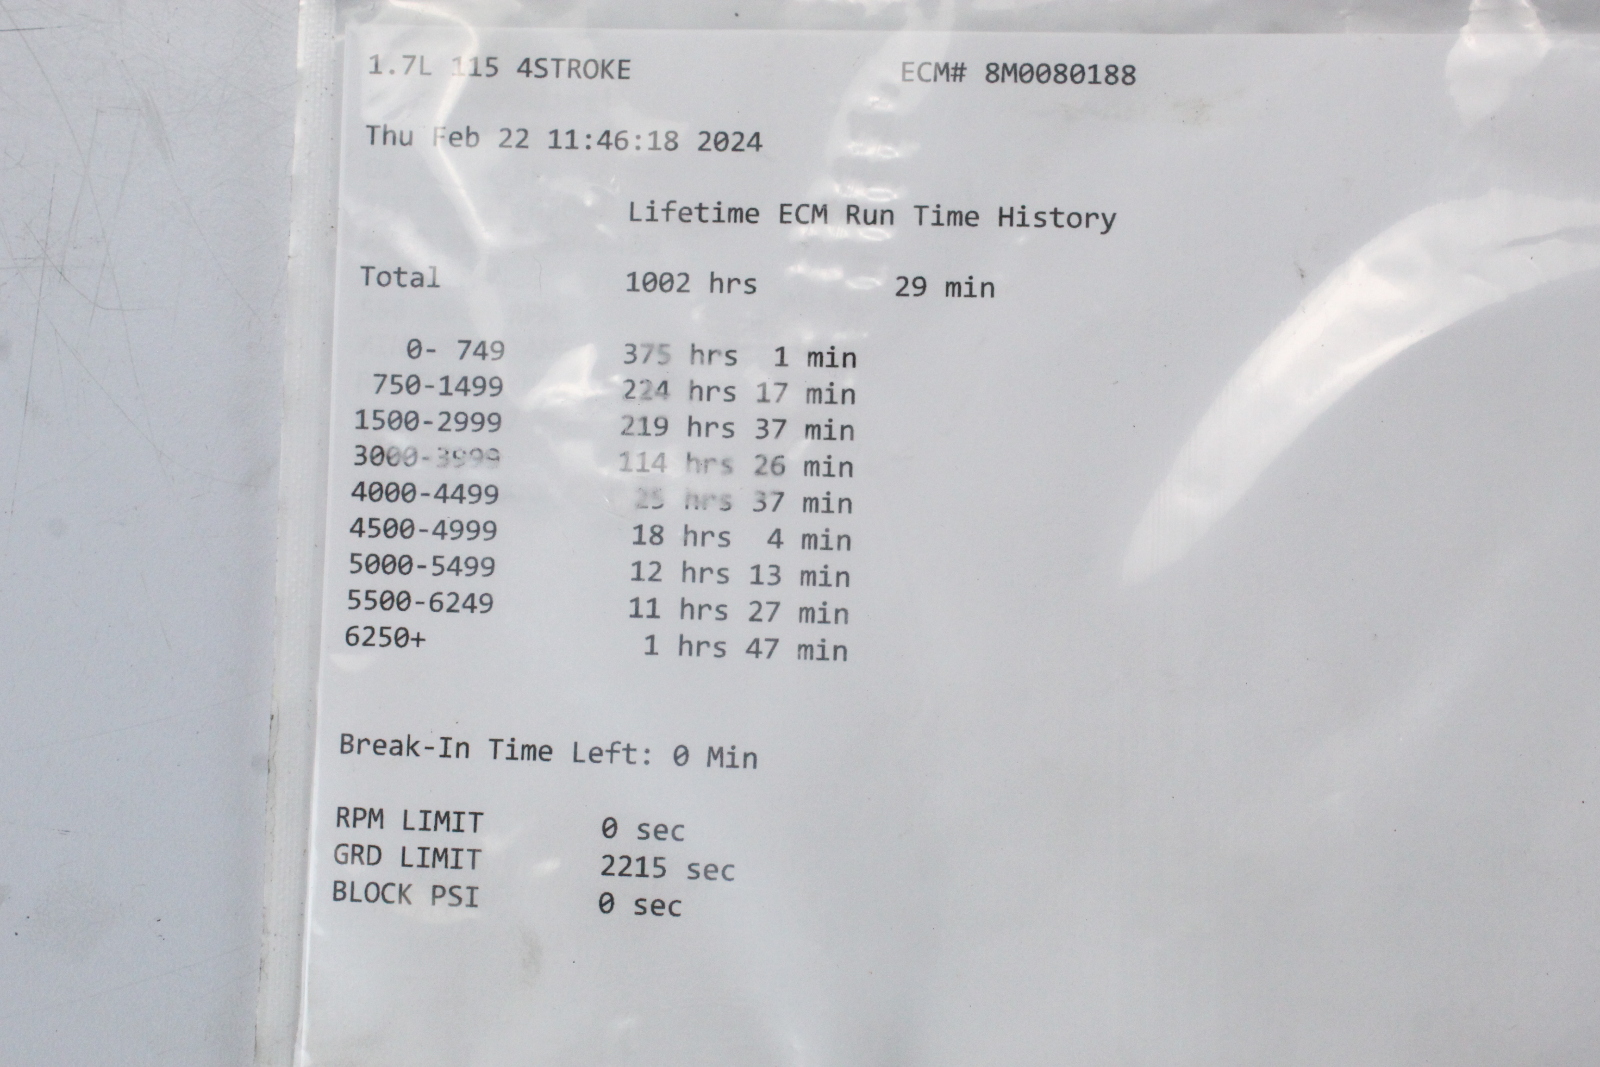 1.7L 115 4STROKE ECM# 8M0080188
Thu Feb 22 11:46:18 2024
Lifetime ECM Run Time History
Total 1002 hrs 29 min
0- 749 375 hrs 1 min
750-1499 224 hrs 17 min
1500-2999 219 hrs 37 min
3000-3999 114 hrs 26 min
4000-4499 25 hrs 37 min
4500-4999 18 hrs 4 min
5000-5499 12 hrs 13 min
5500-6249 11 hrs 27 min
6250+ 1 hrs 47 min
Break-In Time Left: 0 Min
RPM LIMIT 0 sec
GRD LIMIT 2215 sec
BLOCK PSI 0 sec